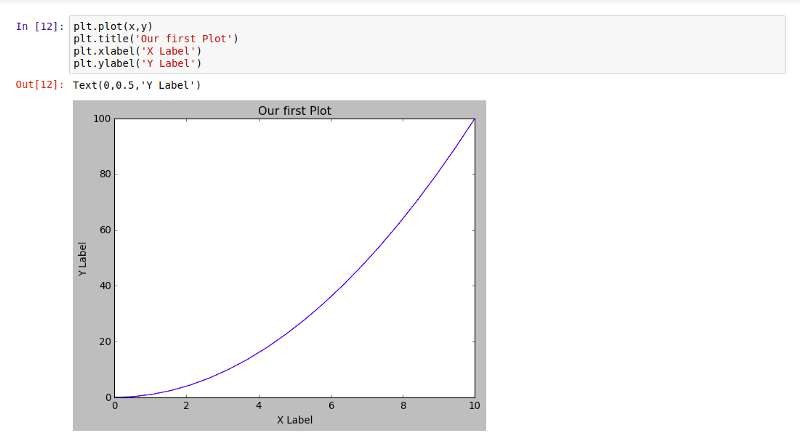 In [12]: plt.plot(x,y)
plt.title('Our first Plot')
plt.xlabel('X Label')
plt.ylabel('Y Label')
Out[12]: Text(0,0.5,'Y Label')
Our first Plot
100
80
60
40
20
0
Y Label
0 2 4 6 8 10
X Label